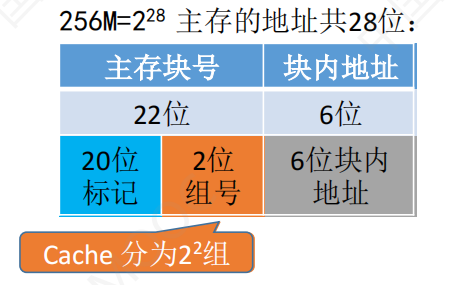 256M=2²⁸ 主存的地址共28位：
主存块号 块内地址
22位 6位
20位 2位 6位块内
标记 组号 地址
Cache 分为2²组